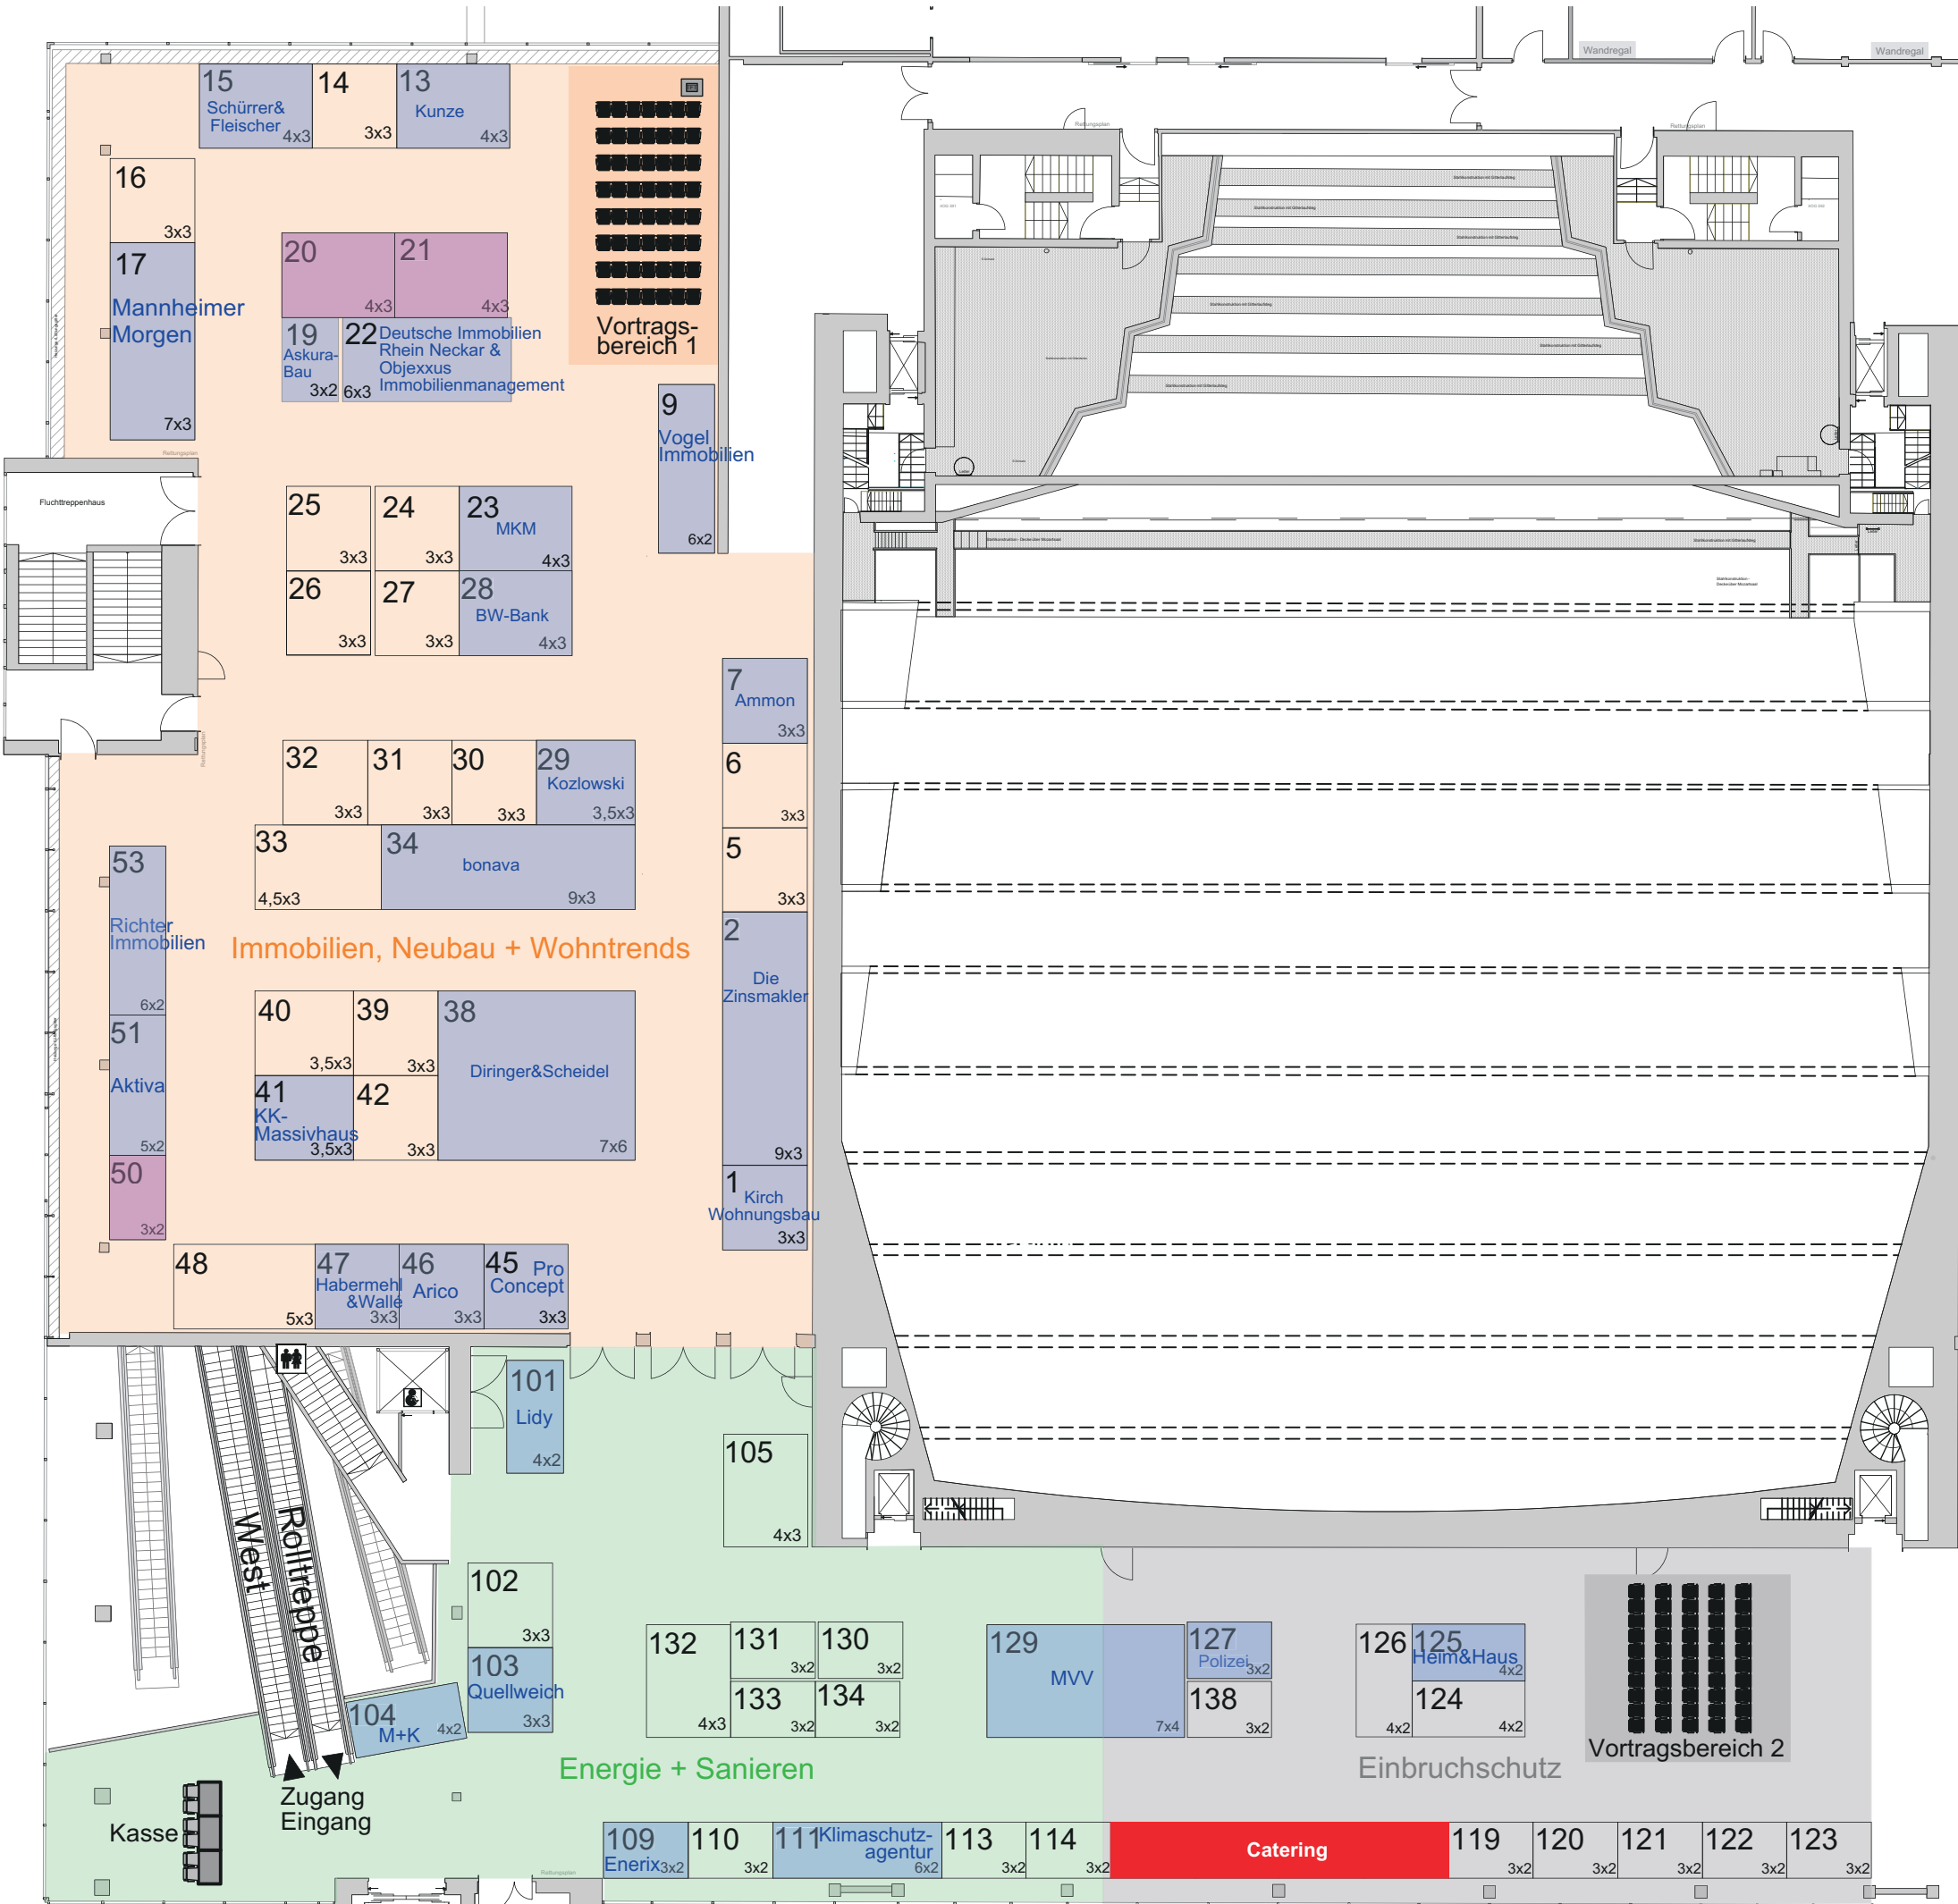 Wandregal
Wandregal
15
Schürrer&
Fleischer
4x3
14
3x3
13
Kunze
4x3
Rettungsplan
Rettungsplan
16
3x3
17
Mannheimer
Morgen
7x3
20
4x3
21
4x3
19
Askura-
Bau
3x2
22
Deutsche Immobilien
Rhein Neckar &
Objexxus
Immobilienmanagement
6x3
Vortrags-
bereich 1
9
Vogel
Immobilien
6x2
Rettungsplan
Fluchttreppenhaus
25
3x3
24
3x3
23
MKM
4x3
26
3x3
27
3x3
28
BW-Bank
4x3
7
Ammon
3x3
Rettungsplan
32
3x3
31
3x3
30
3x3
29
Kozlowski
3,5x3
6
3x3
33
4,5x3
34
bonava
9x3
5
3x3
53
Richter
Immobilien
6x2
Immobilien, Neubau + Wohntrends
2
Die
Zinsmakler
9x3
40
3,5x3
39
3x3
38
Diringer&Scheidel
7x6
51
Aktiva
5x2
41
KK-
Massivhaus
3,5x3
42
3x3
50
3x2
1
Kirch
Wohnungsbau
3x3
48
5x3
47
Habermehl
&Walle
3x3
46
Arico
3x3
45
Pro
Concept
3x3
101
Lidy
4x2
105
4x3
Rolltreppe
West
102
3x3
103
Quellweich
3x3
104
M+K
4x2
132
4x3
131
3x2
130
3x2
133
3x2
134
3x2
129
MVV
7x4
127
Polizei
3x2
138
3x2
126
4x2
125
Heim&Haus
4x2
124
4x2
Vortragsbereich 2
Energie + Sanieren
Einbruchschutz
Zugang
Eingang
Kasse
109
Enerix
3x2
110
3x2
111
Klimaschutz-
agentur
6x2
113
3x2
114
3x2
Catering
119
3x2
120
3x2
121
3x2
122
3x2
123
3x2
Rettungsplan